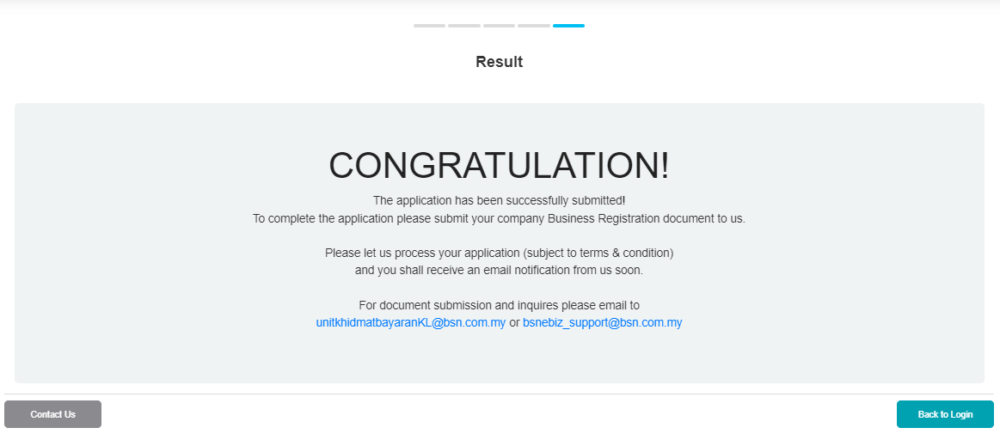 Result
CONGRATULATION!
The application has been successfully submitted!
To complete the application please submit your company Business Registration document to us.
Please let us process your application (subject to terms & condition)
and you shall receive an email notification from us soon.
For document submission and inquires please email to
unitkhidmatbayaranKL@bsn.com.my or bsnebiz_support@bsn.com.my
Contact Us
Back to Login